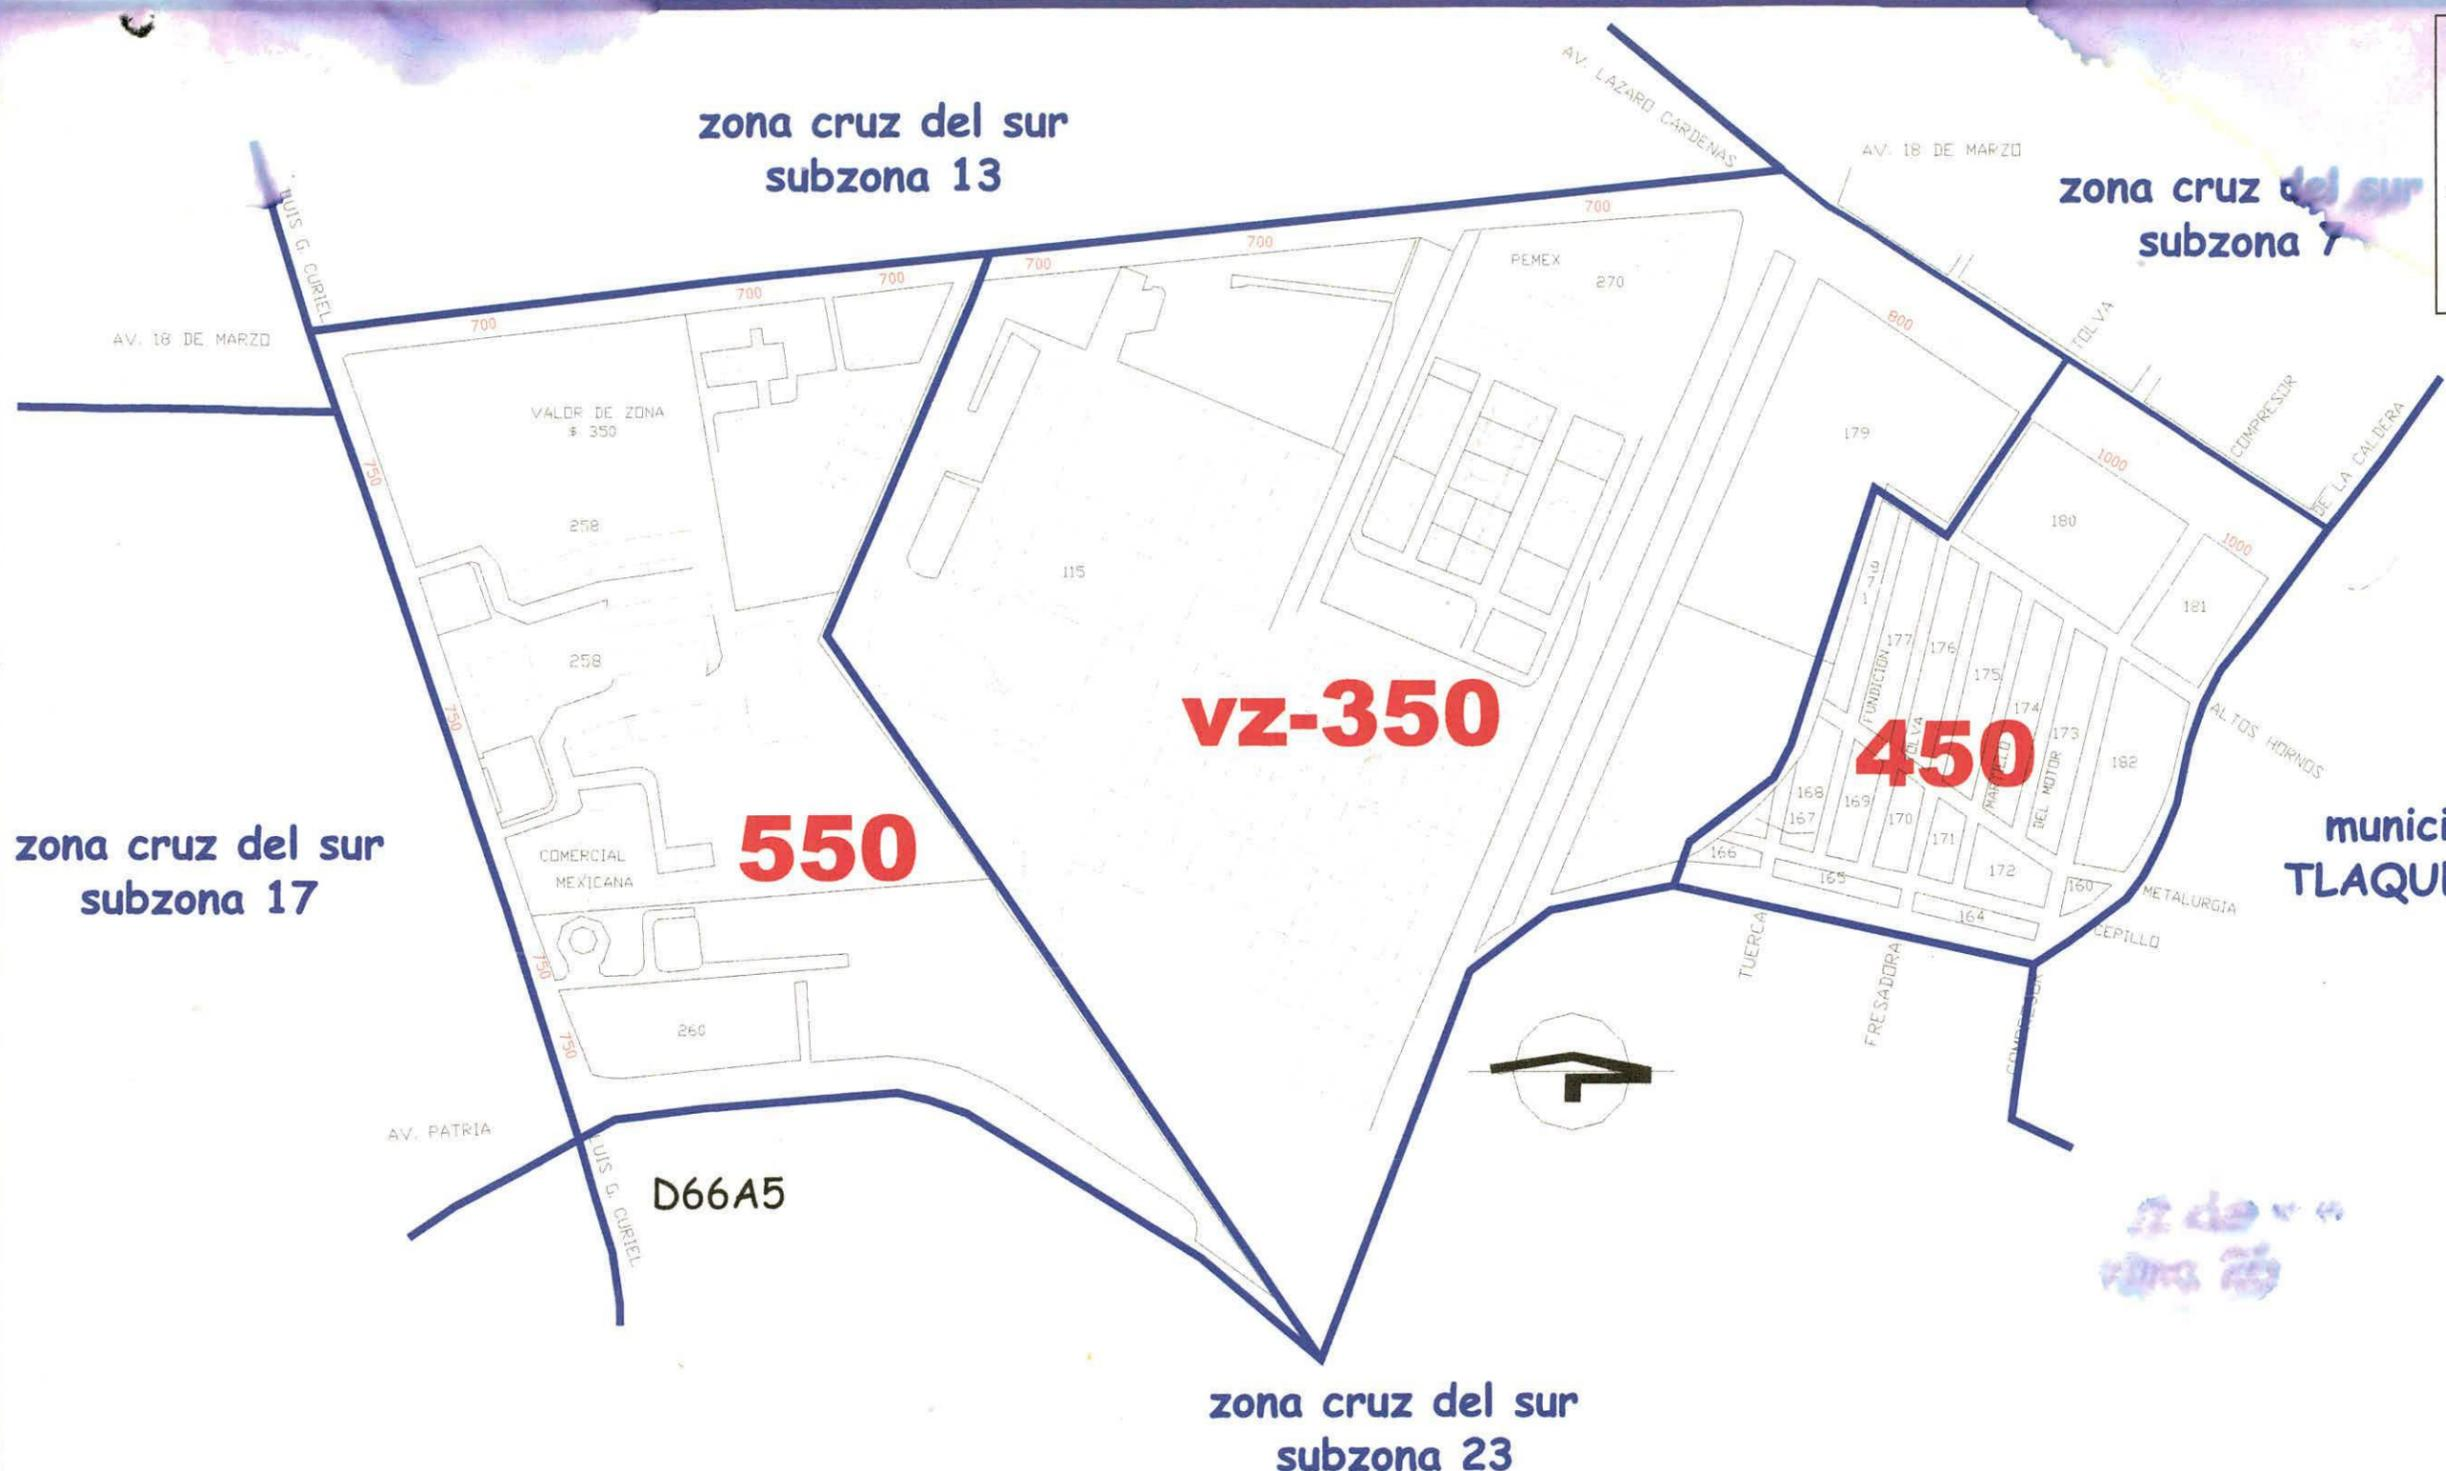 AV. LAZARO CARDENAS
zona cruz del sur
subzona 13
AV. 18 DE MARZO
zona cruz del sur
subzona 7
LUIS G. CURIEL
700
700
700
700
700
700
PEMEX
270
AV. 18 DE MARZO
800
TOLVA
COMPRESOR
DE LA CALDERA
VALOR DE ZONA
$ 350
179
750
1000
180
1000
258
115
181
258
177
176
175
174
173
182
FUNDICION
ALTOS HORNOS
vz-350
450
750
DEL MOTOR
168
169
167
170
171
172
166
165
160
164
METALURGIA
CEPILLO
550
COMERCIAL
MEXICANA
zona cruz del sur
subzona 17
munici
TLAQU
750
TUERCA
FRESADORA
260
750
AV. PATRIA
LUIS G. CURIEL
D66A5
zona cruz del sur
subzona 23